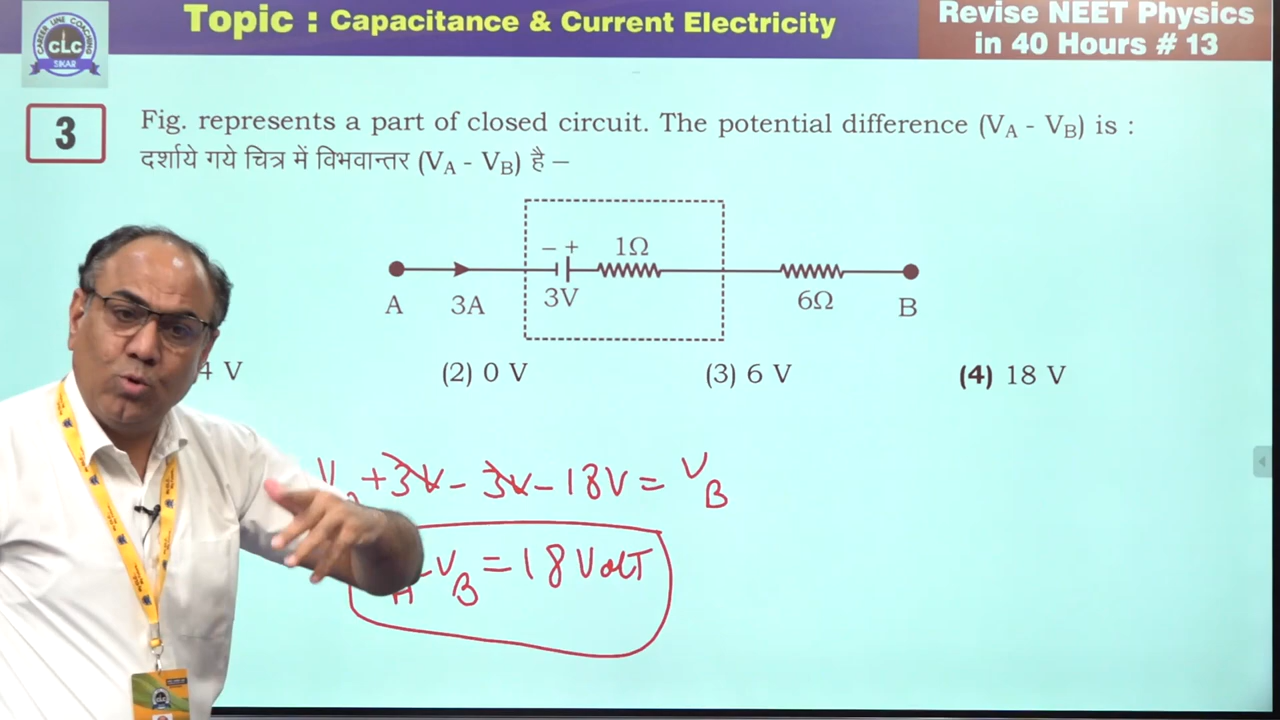 Topic : Capacitance & Current Electricity
Revise NEET Physics
in 40 Hours # 13
CAREER LINE COACHING
CLC
SIKAR
3
Fig. represents a part of closed circuit. The potential difference (VA - VB) is :
दर्शाये गये चित्र में विभवान्तर (VA - VB) है –
- +
1Ω
A
3A
3V
6Ω
B
4 V
(2) 0 V
(3) 6 V
(4) 18 V
+3V - 3V - 18V = VB
A - VB = 18 VOLT